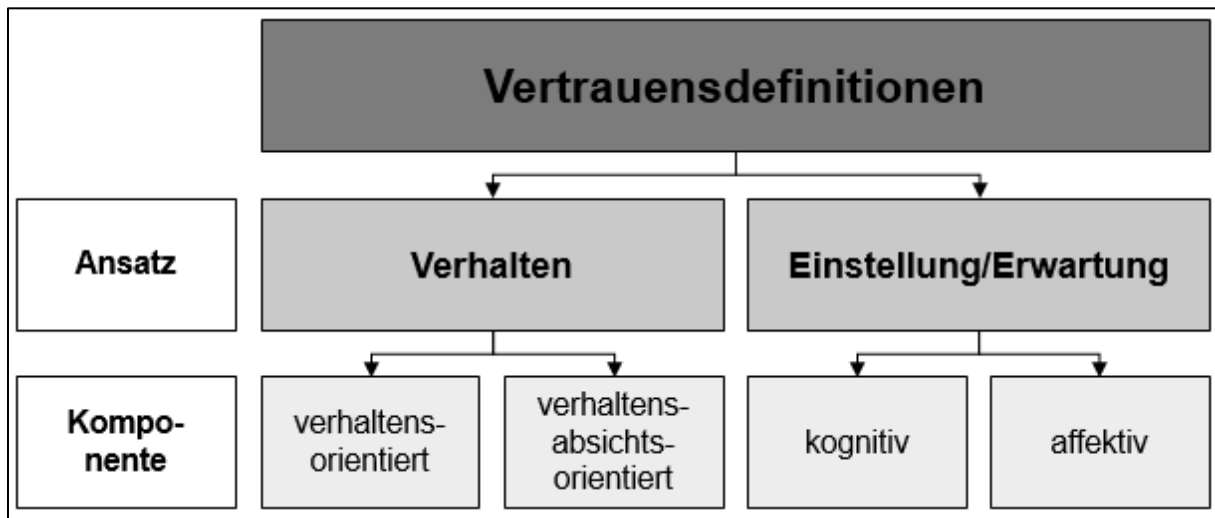 Vertrauensdefinitionen
Ansatz
Verhalten
Einstellung/Erwartung
Kompo-
nente
verhaltens-
orientiert
verhaltens-
absichts-
orientiert
kognitiv
affektiv